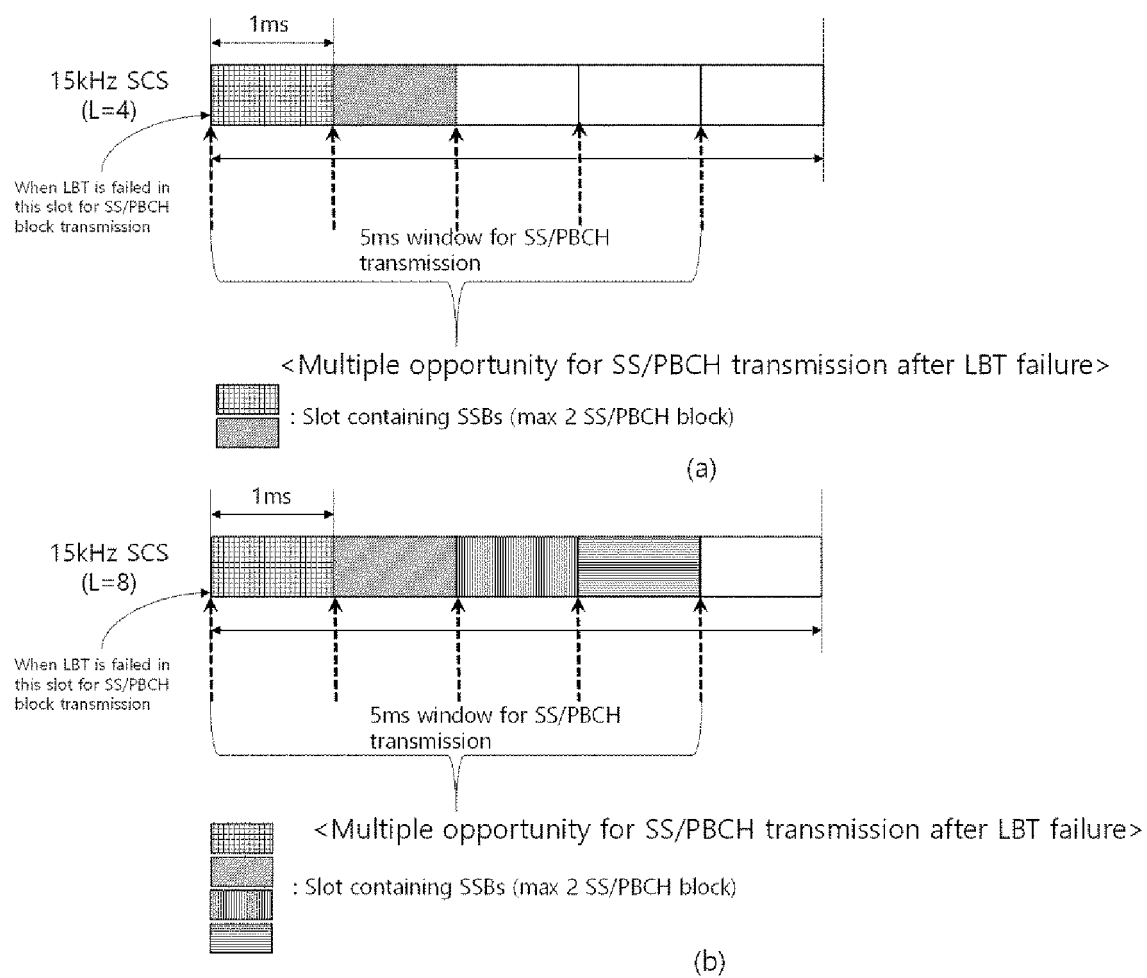 1ms
15kHz SCS
(L=4)
When LBT is failed in
this slot for SS/PBCH
block transmission
5ms window for SS/PBCH
transmission
<Multiple opportunity for SS/PBCH transmission after LBT failure>
: Slot containing SSBs (max 2 SS/PBCH block)
(a)
1ms
15kHz SCS
(L=8)
When LBT is failed in
this slot for SS/PBCH
block transmission
5ms window for SS/PBCH
transmission
<Multiple opportunity for SS/PBCH transmission after LBT failure>
: Slot containing SSBs (max 2 SS/PBCH block)
(b)